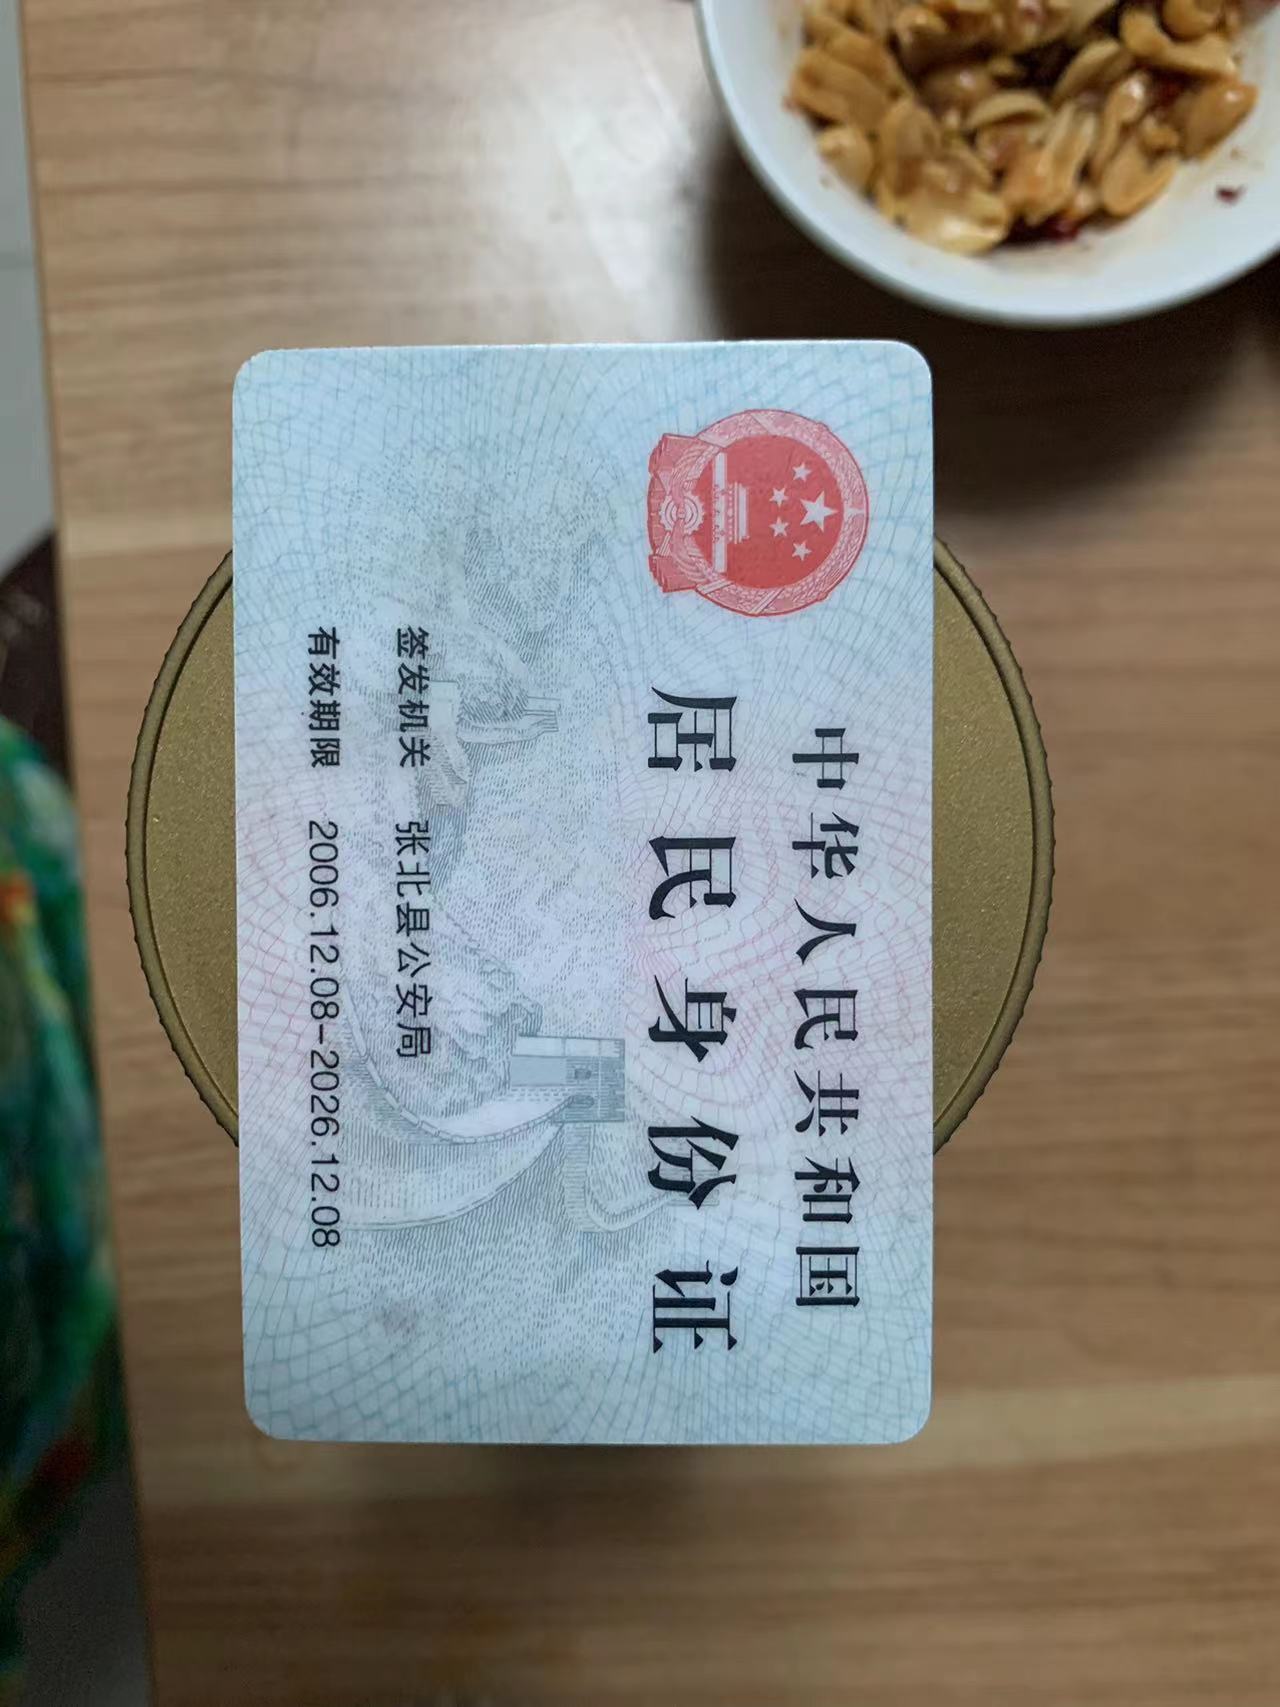 中华人民共和国
居民身份证
签发机关 张北县公安局
有效期限 2006.12.08-2026.12.08